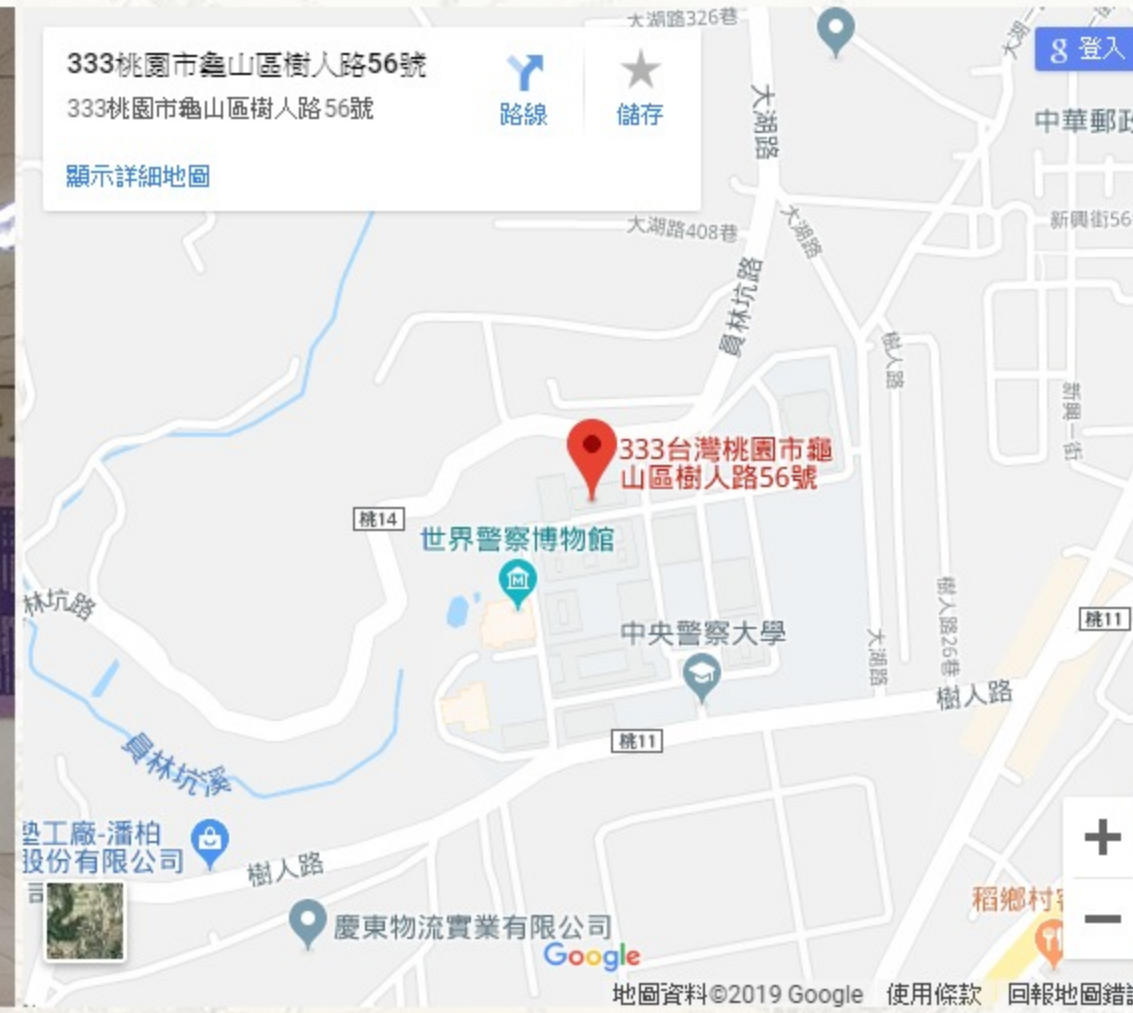 333桃園市龜山區樹人路56號
333桃園市龜山區樹人路56號
路線
儲存
顯示詳細地圖
登入
大湖路326巷
大湖路
中華郵政
大湖路408巷
大湖路
新興街56
員林坑路
樹人路
新興一街
333台灣桃園市龜
山區樹人路56號
桃14
世界警察博物館
林坑路
中央警察大學
樹人路26巷
大湖路
桃11
樹人路
桃11
員林坑溪
墊工廠-潘柏
股份有限公司
司
樹人路
慶東物流實業有限公司
稻鄉村
Google
地圖資料©2019 Google
使用條款
回報地圖錯誤